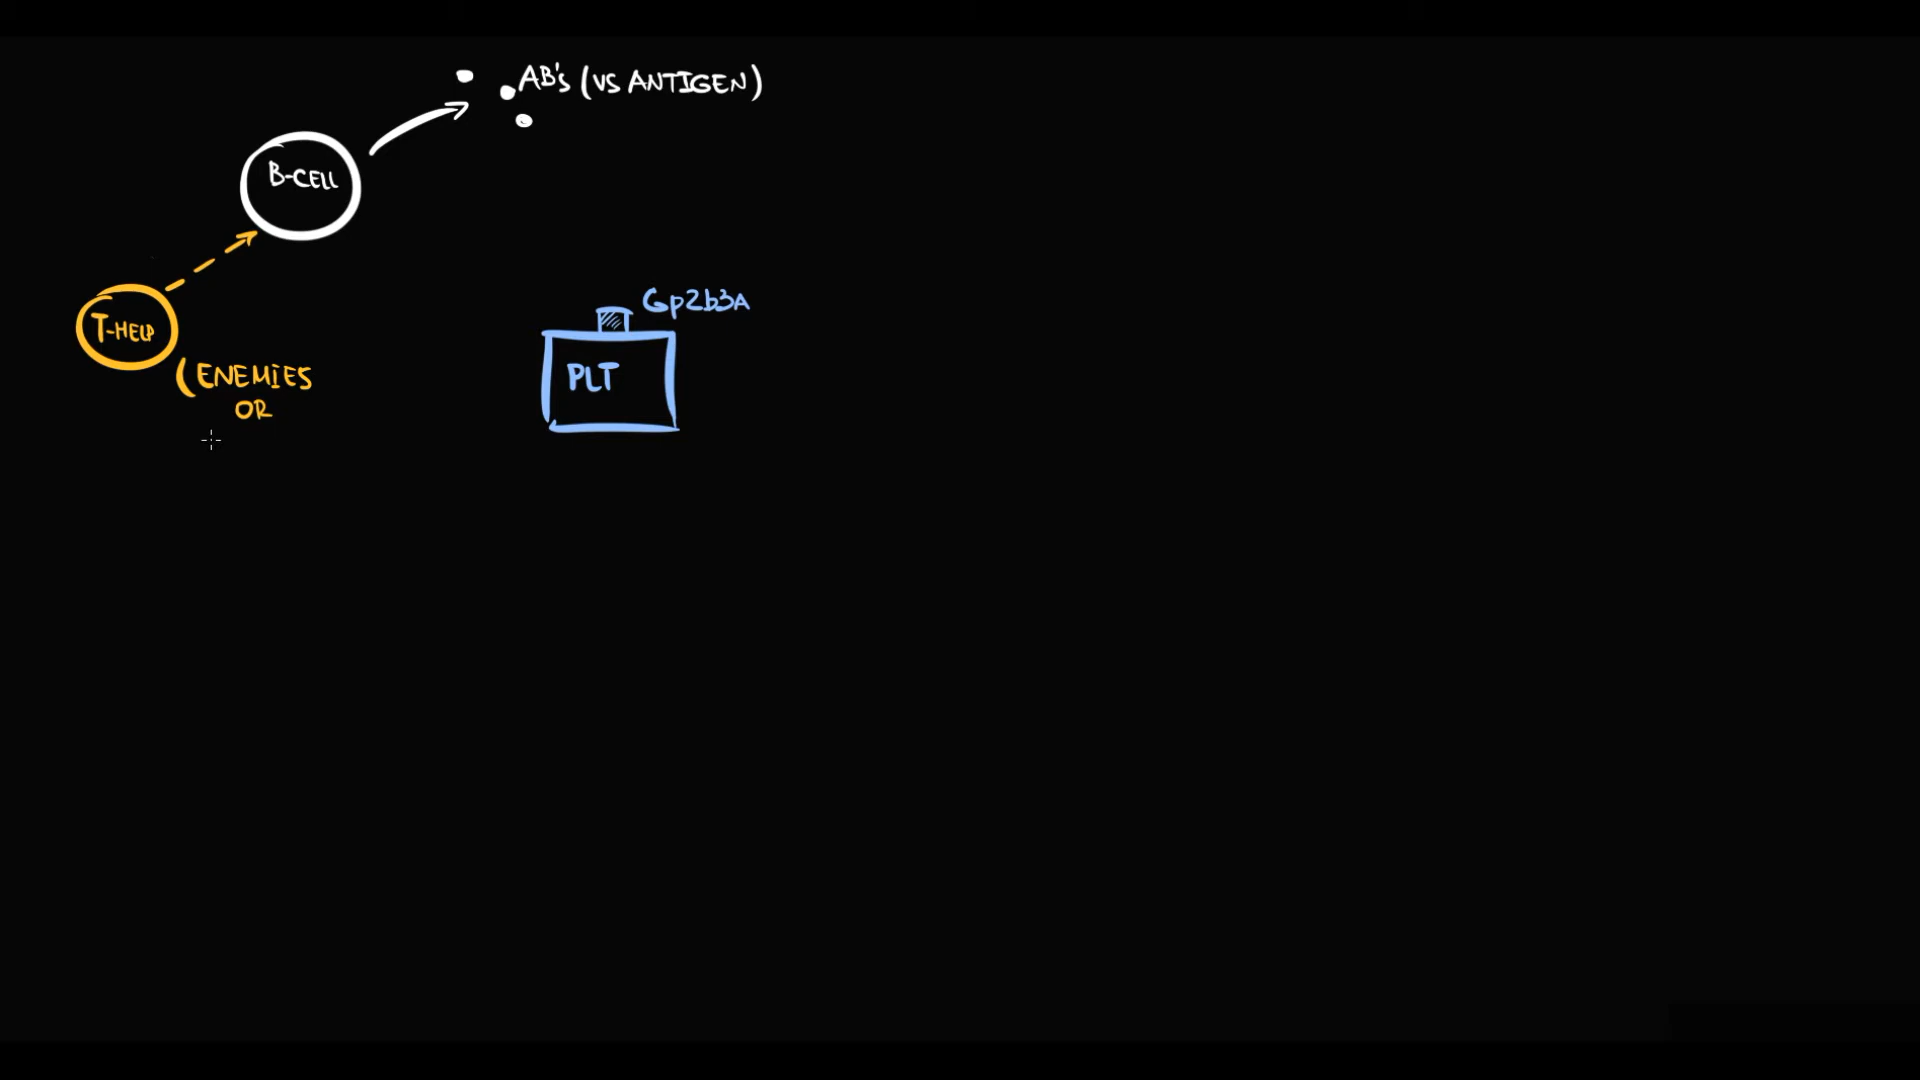 AB's (VS ANTIGEN)
B-CELL
T-HELP
(ENEMIES
OR
Gp2b3A
PLT